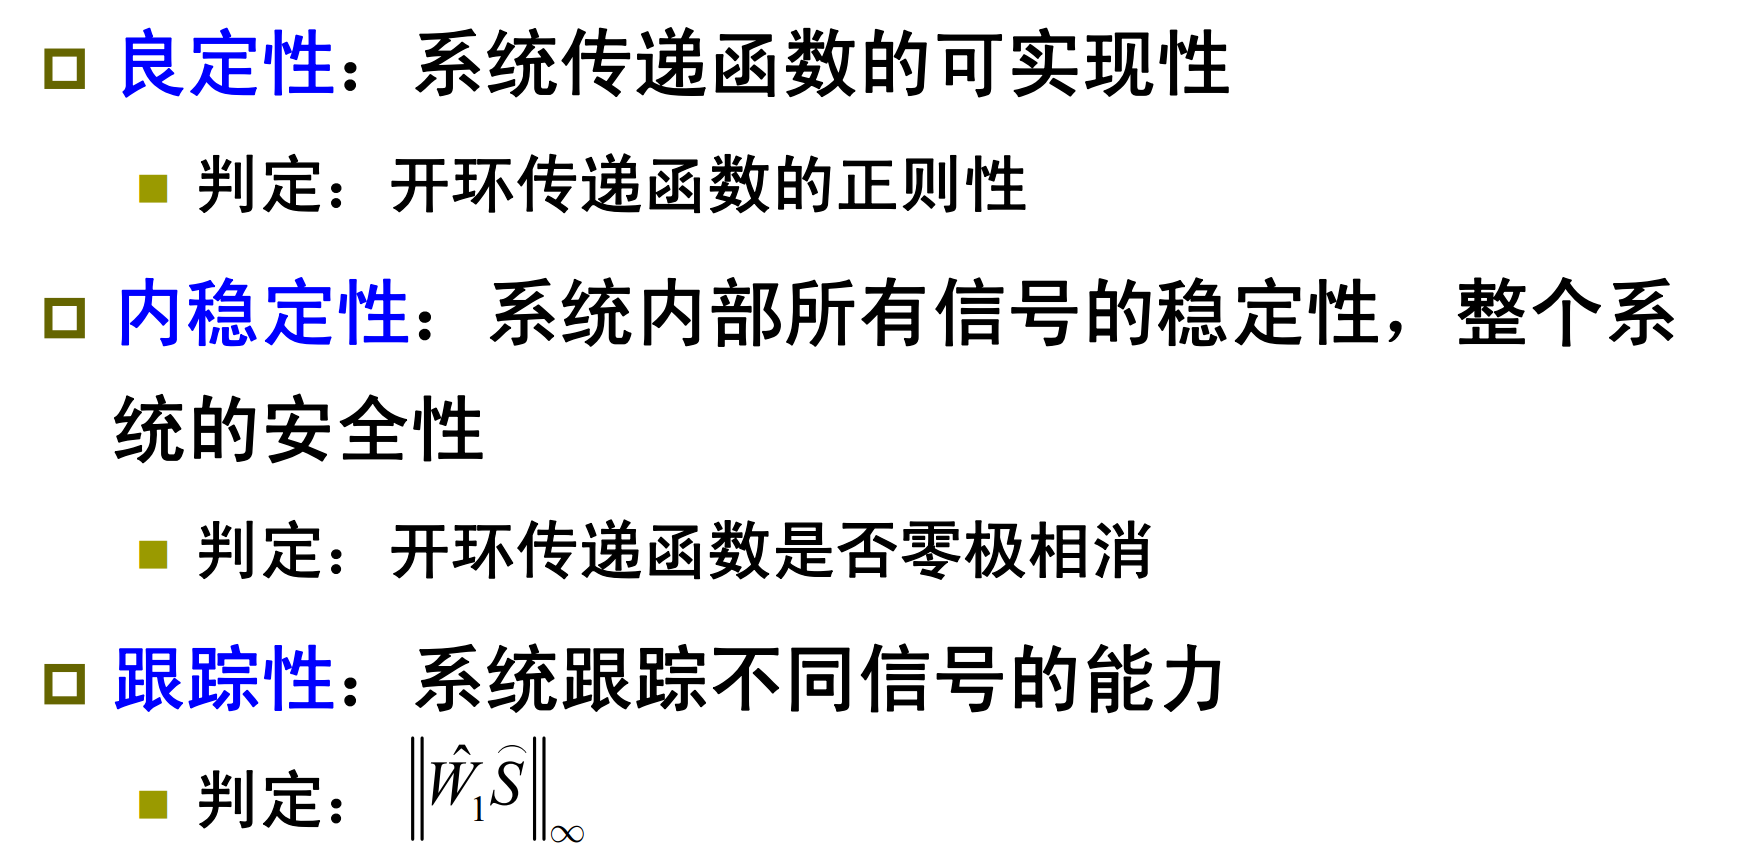 良定性：系统传递函数的可实现性
判定：开环传递函数的正则性
内稳定性：系统内部所有信号的稳定性，整个系
统的安全性
判定：开环传递函数是否零极相消
跟踪性：系统跟踪不同信号的能力
判定：‖Ŵ₁S͡‖∞